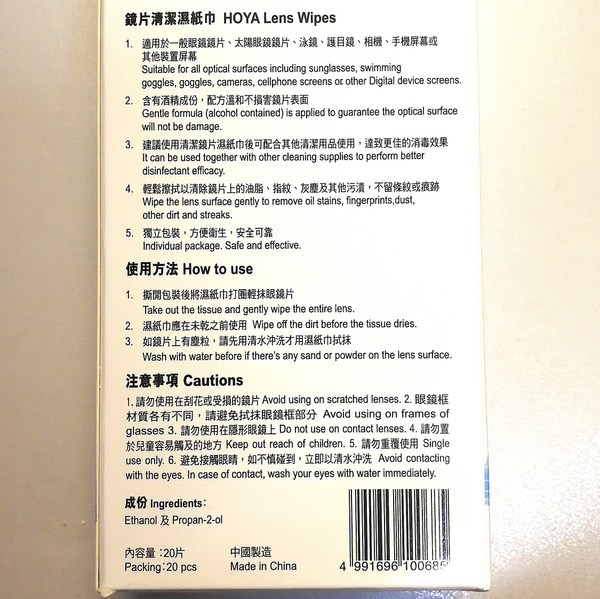 鏡片清潔濕紙巾 HOYA Lens Wipes
1. 適用於一般眼鏡鏡片、太陽眼鏡鏡片、泳鏡、護目鏡、相機、手機屏幕或
其他裝置屏幕
Suitable for all optical surfaces including sunglasses, swimming
goggles, goggles, cameras, cellphone screens or other Digital device screens.
2. 含有酒精成份，配方溫和不損害鏡片表面
Gentle formula (alcohol contained) is applied to guarantee the optical surface
will not be damage.
3. 建議使用清潔鏡片濕紙巾後可配合其他清潔用品使用，達致更佳的消毒效果
It can be used together with other cleaning supplies to perform better
disinfectant efficacy.
4. 輕鬆擦拭以清除鏡片上的油脂、指紋、灰塵及其他污漬，不留條紋或痕跡
Wipe the lens surface gently to remove oil stains, fingerprints,dust,
other dirt and streaks.
5. 獨立包裝，方便衛生，安全可靠
Individual package. Safe and effective.
使用方法 How to use
1. 撕開包裝後將濕紙巾打圈輕抹眼鏡片
Take out the tissue and gently wipe the entire lens.
2. 濕紙巾應在未乾之前使用 Wipe off the dirt before the tissue dries.
3. 如鏡片上有塵粒，請先用清水沖洗才用濕紙巾拭抹
Wash with water before if there's any sand or powder on the lens surface.
注意事項 Cautions
1. 請勿使用在刮花或受損的鏡片 Avoid using on scratched lenses. 2. 眼鏡框
材質各有不同，請避免拭抹眼鏡框部分 Avoid using on frames of
glasses 3. 請勿使用在隱形眼鏡上 Do not use on contact lenses. 4. 請勿置
於兒童容易觸及的地方 Keep out reach of children. 5. 請勿重覆使用 Single
use only. 6. 避免接觸眼睛，如不慎碰到，立即以清水沖洗 Avoid contacting
with the eyes. In case of contact, wash your eyes with water immediately.
成份 Ingredients:
Ethanol 及 Propan-2-ol
內容量：20片
Packing：20 pcs
中國製造
Made in China
4 991696 100685